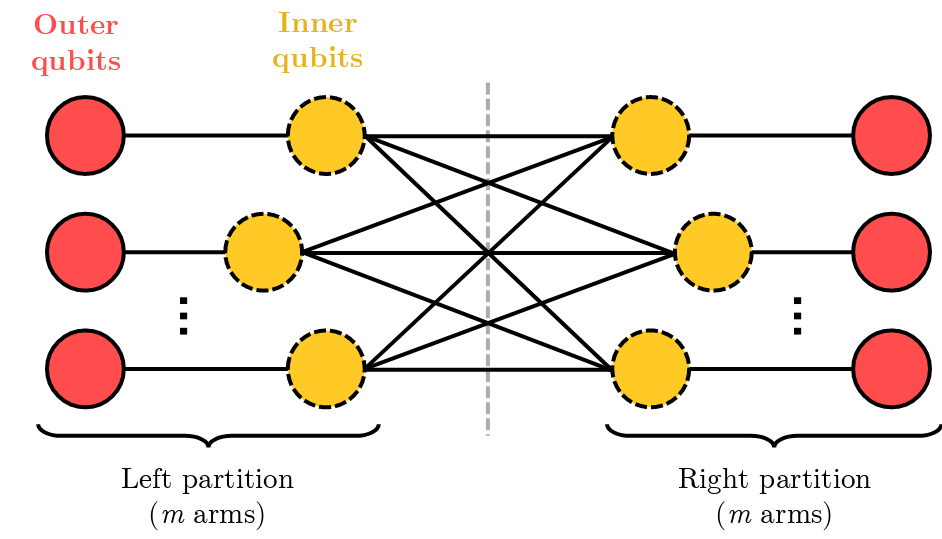 Outer
qubits
Inner
qubits
Left partition
(m arms)
Right partition
(m arms)